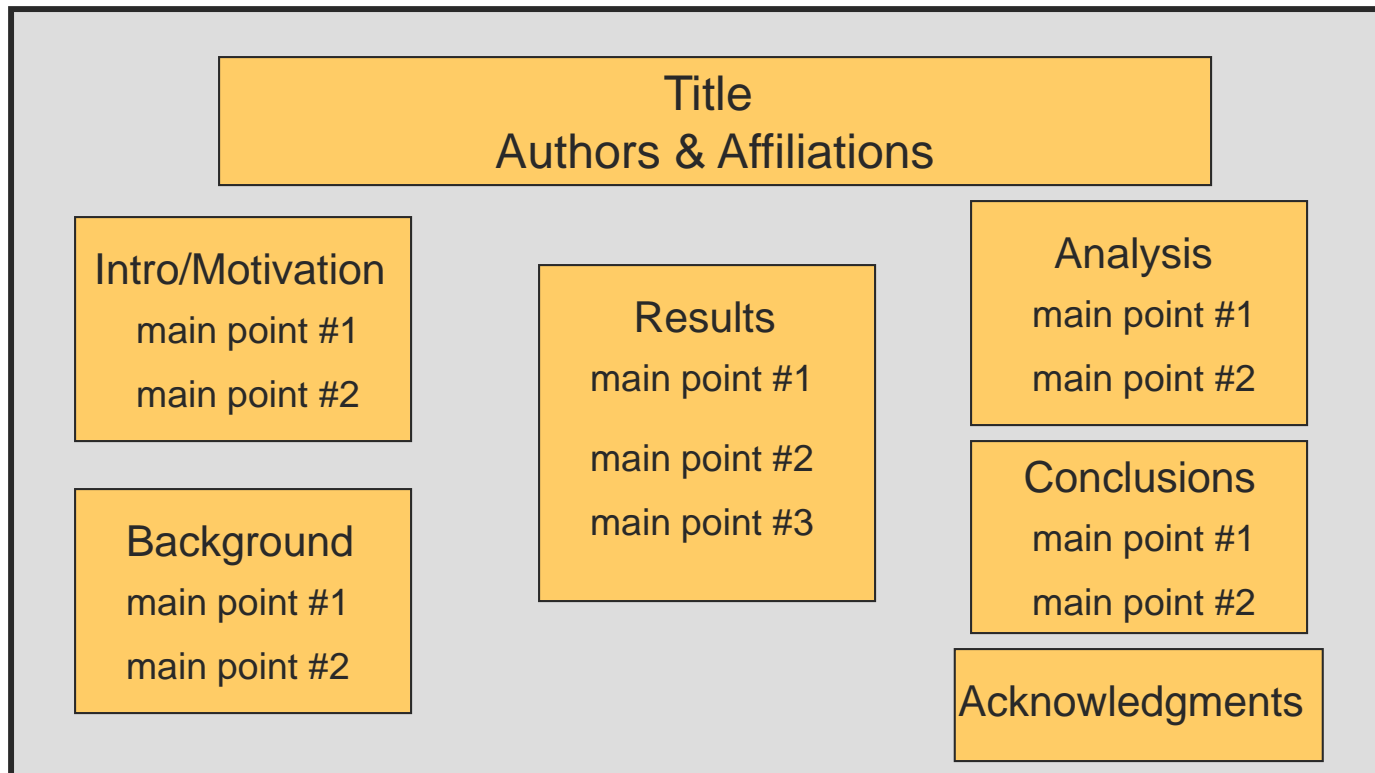 Title
Authors & Affiliations
Intro/Motivation
main point #1
main point #2
Background
main point #1
main point #2
Results
main point #1
main point #2
main point #3
Analysis
main point #1
main point #2
Conclusions
main point #1
main point #2
Acknowledgments